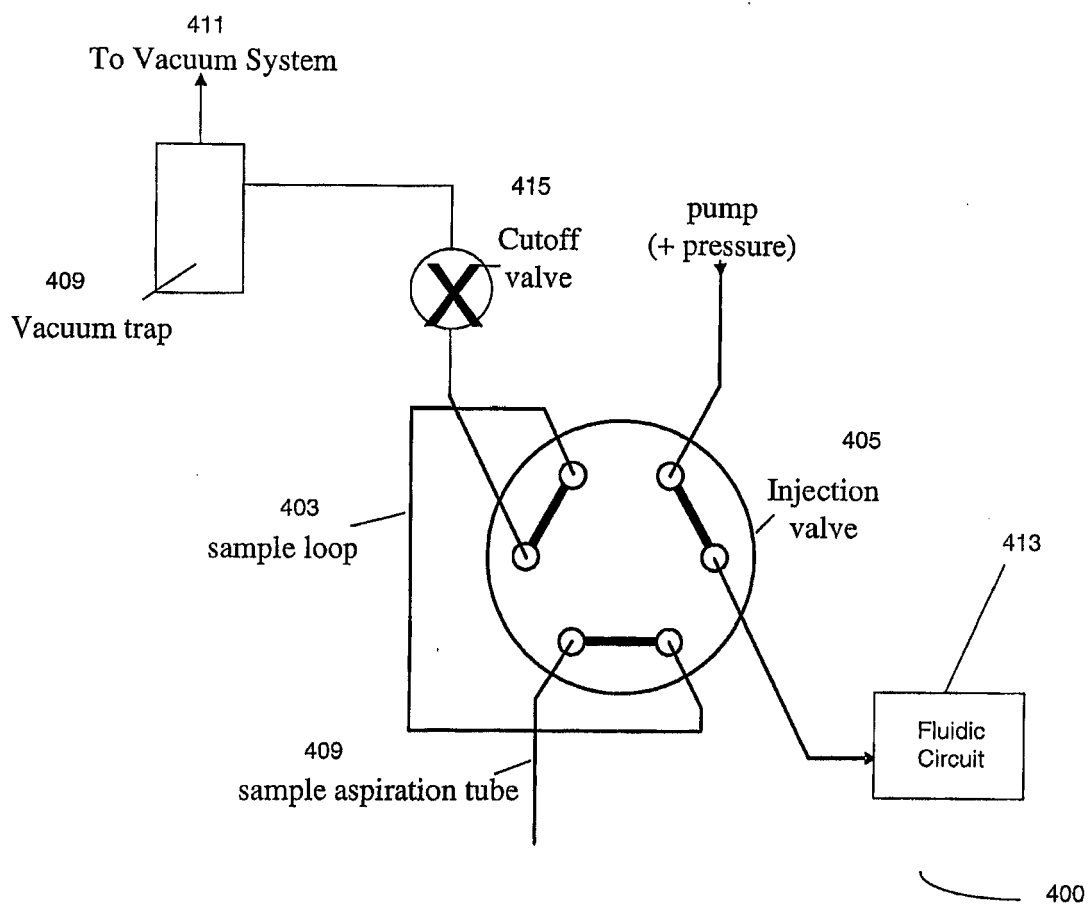 411
To Vacuum System
415
Cutoff
valve
pump
(+ pressure)
409
Vacuum trap
405
Injection
valve
403
sample loop
413
Fluidic
Circuit
409
sample aspiration tube
400